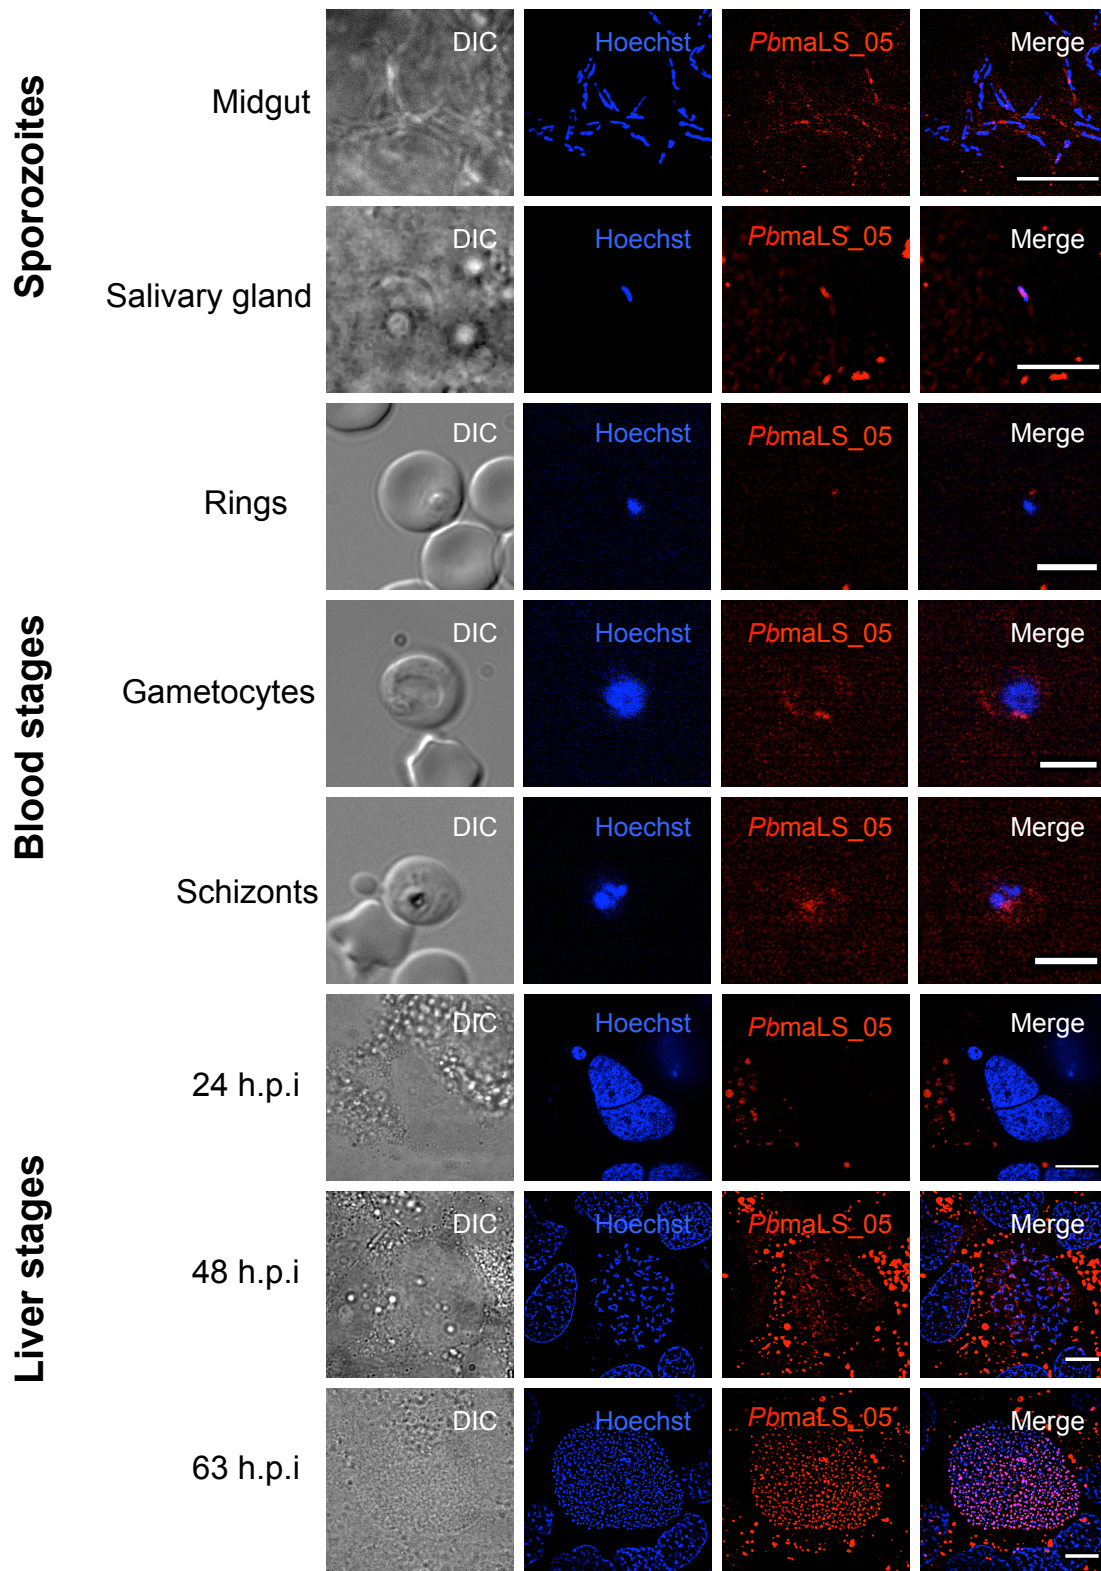 Sporozoites
Midgut
DIC
Hoechst
PbmaLS_05
Merge
Salivary gland
DIC
Hoechst
PbmaLS_05
Merge
Blood stages
Rings
DIC
Hoechst
PbmaLS_05
Merge
Gametocytes
DIC
Hoechst
PbmaLS_05
Merge
Schizonts
DIC
Hoechst
PbmaLS_05
Merge
Liver stages
24 h.p.i
DIC
Hoechst
PbmaLS_05
Merge
48 h.p.i
DIC
Hoechst
PbmaLS_05
Merge
63 h.p.i
DIC
Hoechst
PbmaLS_05
Merge